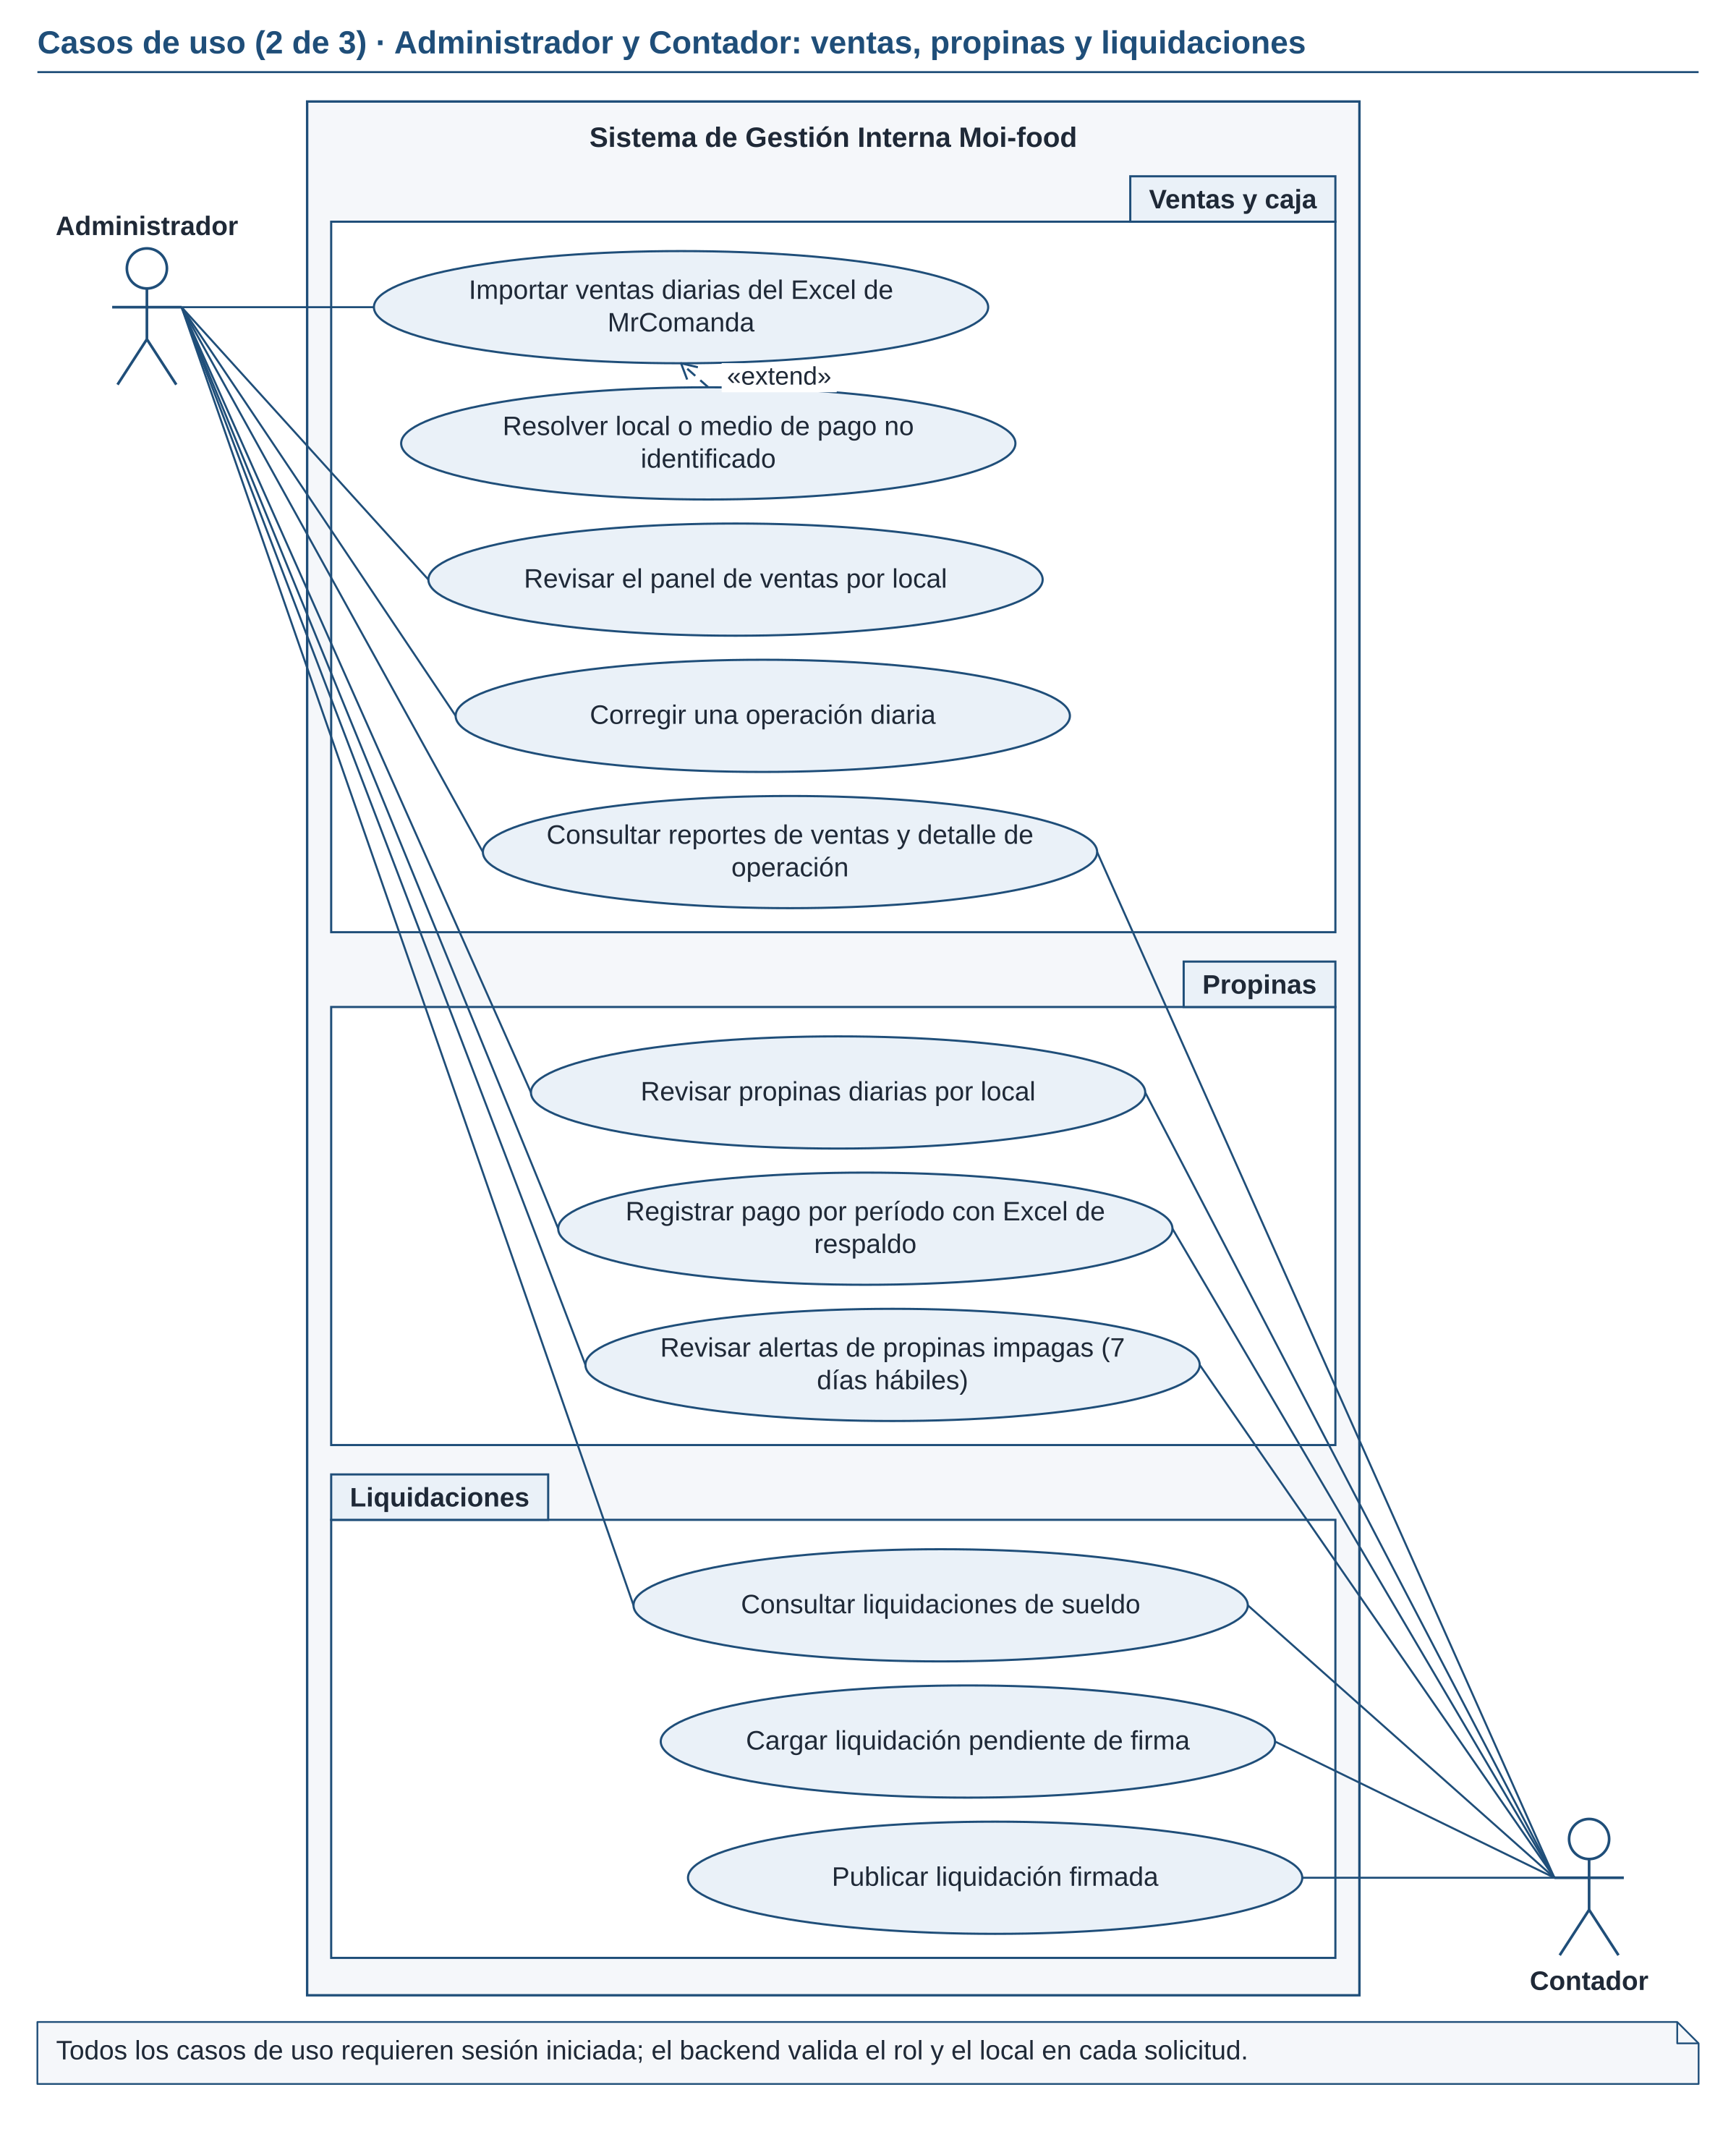 Casos de uso (2 de 3) · Administrador y Contador: ventas, propinas y liquidaciones
Sistema de Gestión Interna Moi-food
Ventas y caja
Administrador
Importar ventas diarias del Excel de
MrComanda
«extend»
Resolver local o medio de pago no
identificado
Revisar el panel de ventas por local
Corregir una operación diaria
Consultar reportes de ventas y detalle de
operación
Propinas
Revisar propinas diarias por local
Registrar pago por período con Excel de
respaldo
Revisar alertas de propinas impagas (7
días hábiles)
Liquidaciones
Consultar liquidaciones de sueldo
Cargar liquidación pendiente de firma
Publicar liquidación firmada
Contador
Todos los casos de uso requieren sesión iniciada; el backend valida el rol y el local en cada solicitud.